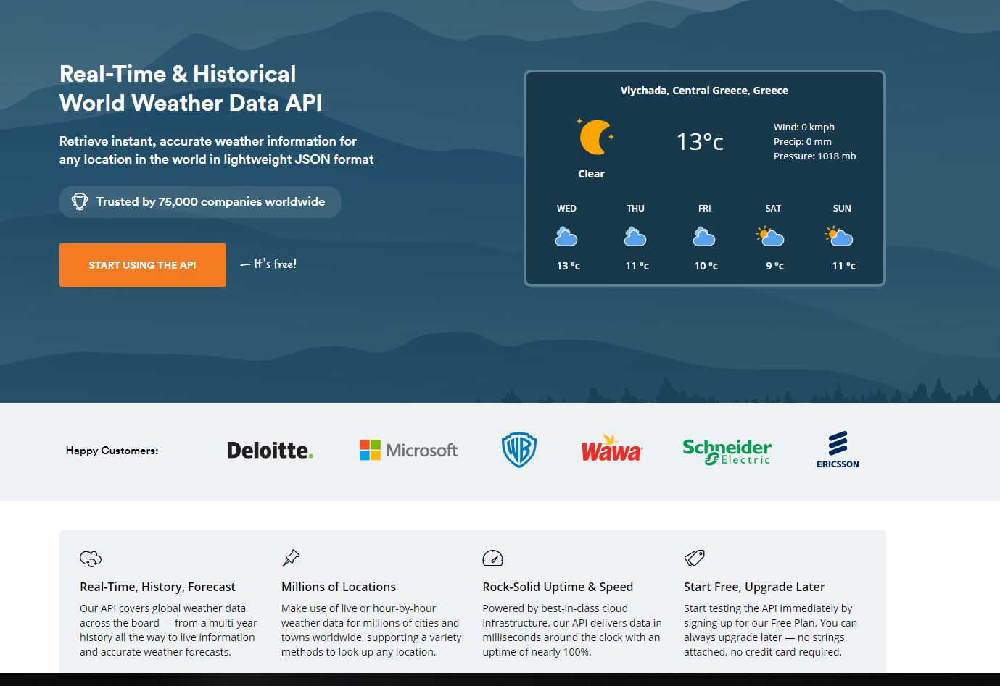 Real-Time & Historical
World Weather Data API
Retrieve instant, accurate weather information for
any location in the world in lightweight JSON format
Trusted by 75,000 companies worldwide
START USING THE API
— It's free!
Vlychada, Central Greece, Greece
Clear
13°c
Wind: 0 kmph
Precip: 0 mm
Pressure: 1018 mb
WED THU FRI SAT SUN
13 °c 11 °c 10 °c 9 °c 11 °c
Happy Customers:
Deloitte.
Microsoft
WB
Wawa
Schneider
Electric
ERICSSON
Real-Time, History, Forecast
Our API covers global weather data
across the board — from a multi-year
history all the way to live information
and accurate weather forecasts.
Millions of Locations
Make use of live or hour-by-hour
weather data for millions of cities and
towns worldwide, supporting a variety
methods to look up any location.
Rock-Solid Uptime & Speed
Powered by best-in-class cloud
infrastructure, our API delivers data in
milliseconds around the clock with an
uptime of nearly 100%.
Start Free, Upgrade Later
Start testing the API immediately by
signing up for our Free Plan. You can
always upgrade later — no strings
attached, no credit card required.